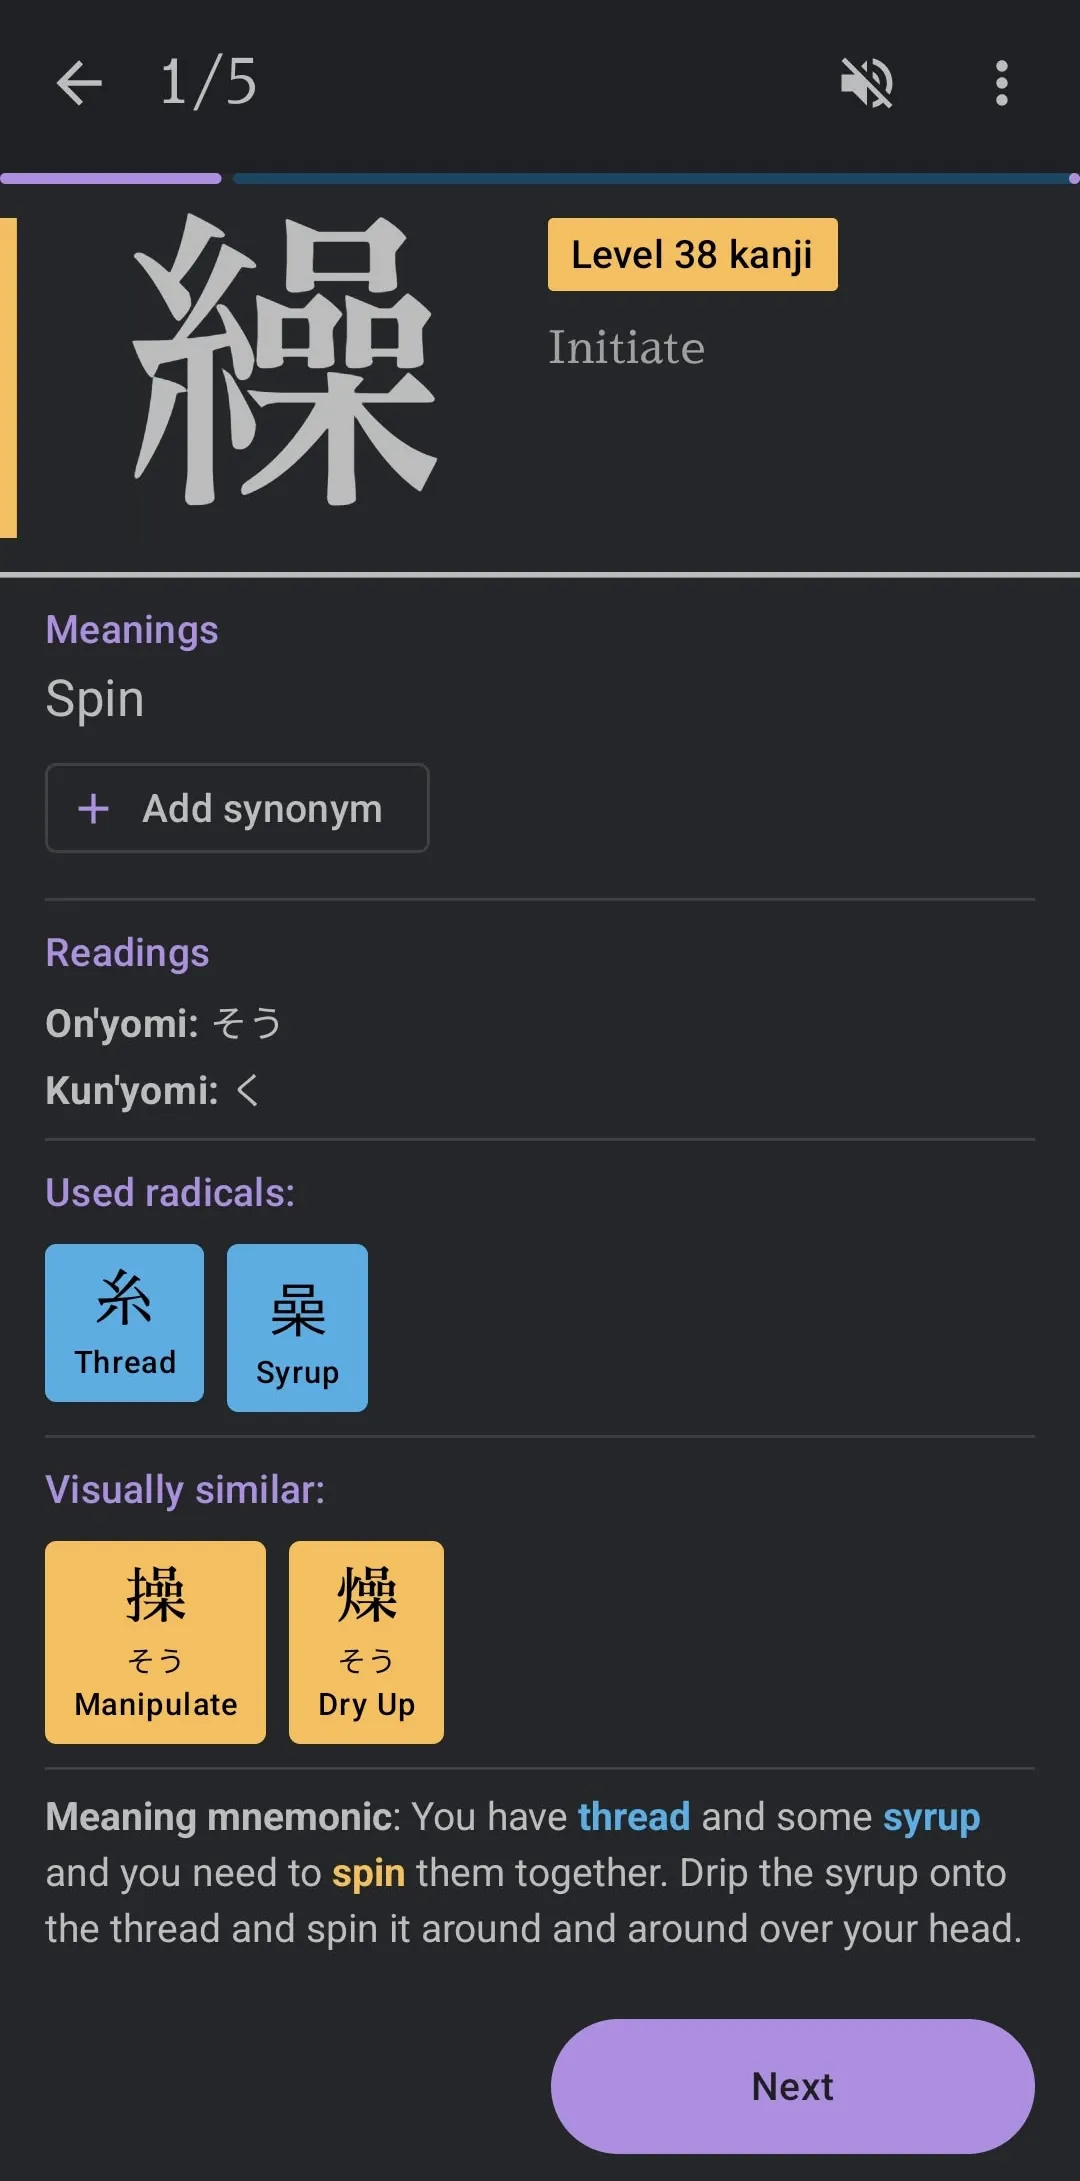 1/5
繰
Level 38 kanji
Initiate
Meanings
Spin
+ Add synonym
Readings
On'yomi: そう
Kun'yomi: く
Used radicals:
糸
Thread
喿
Syrup
Visually similar:
操
そう
Manipulate
燥
そう
Dry Up
Meaning mnemonic: You have thread and some syrup
and you need to spin them together. Drip the syrup onto
the thread and spin it around and around over your head.
Next